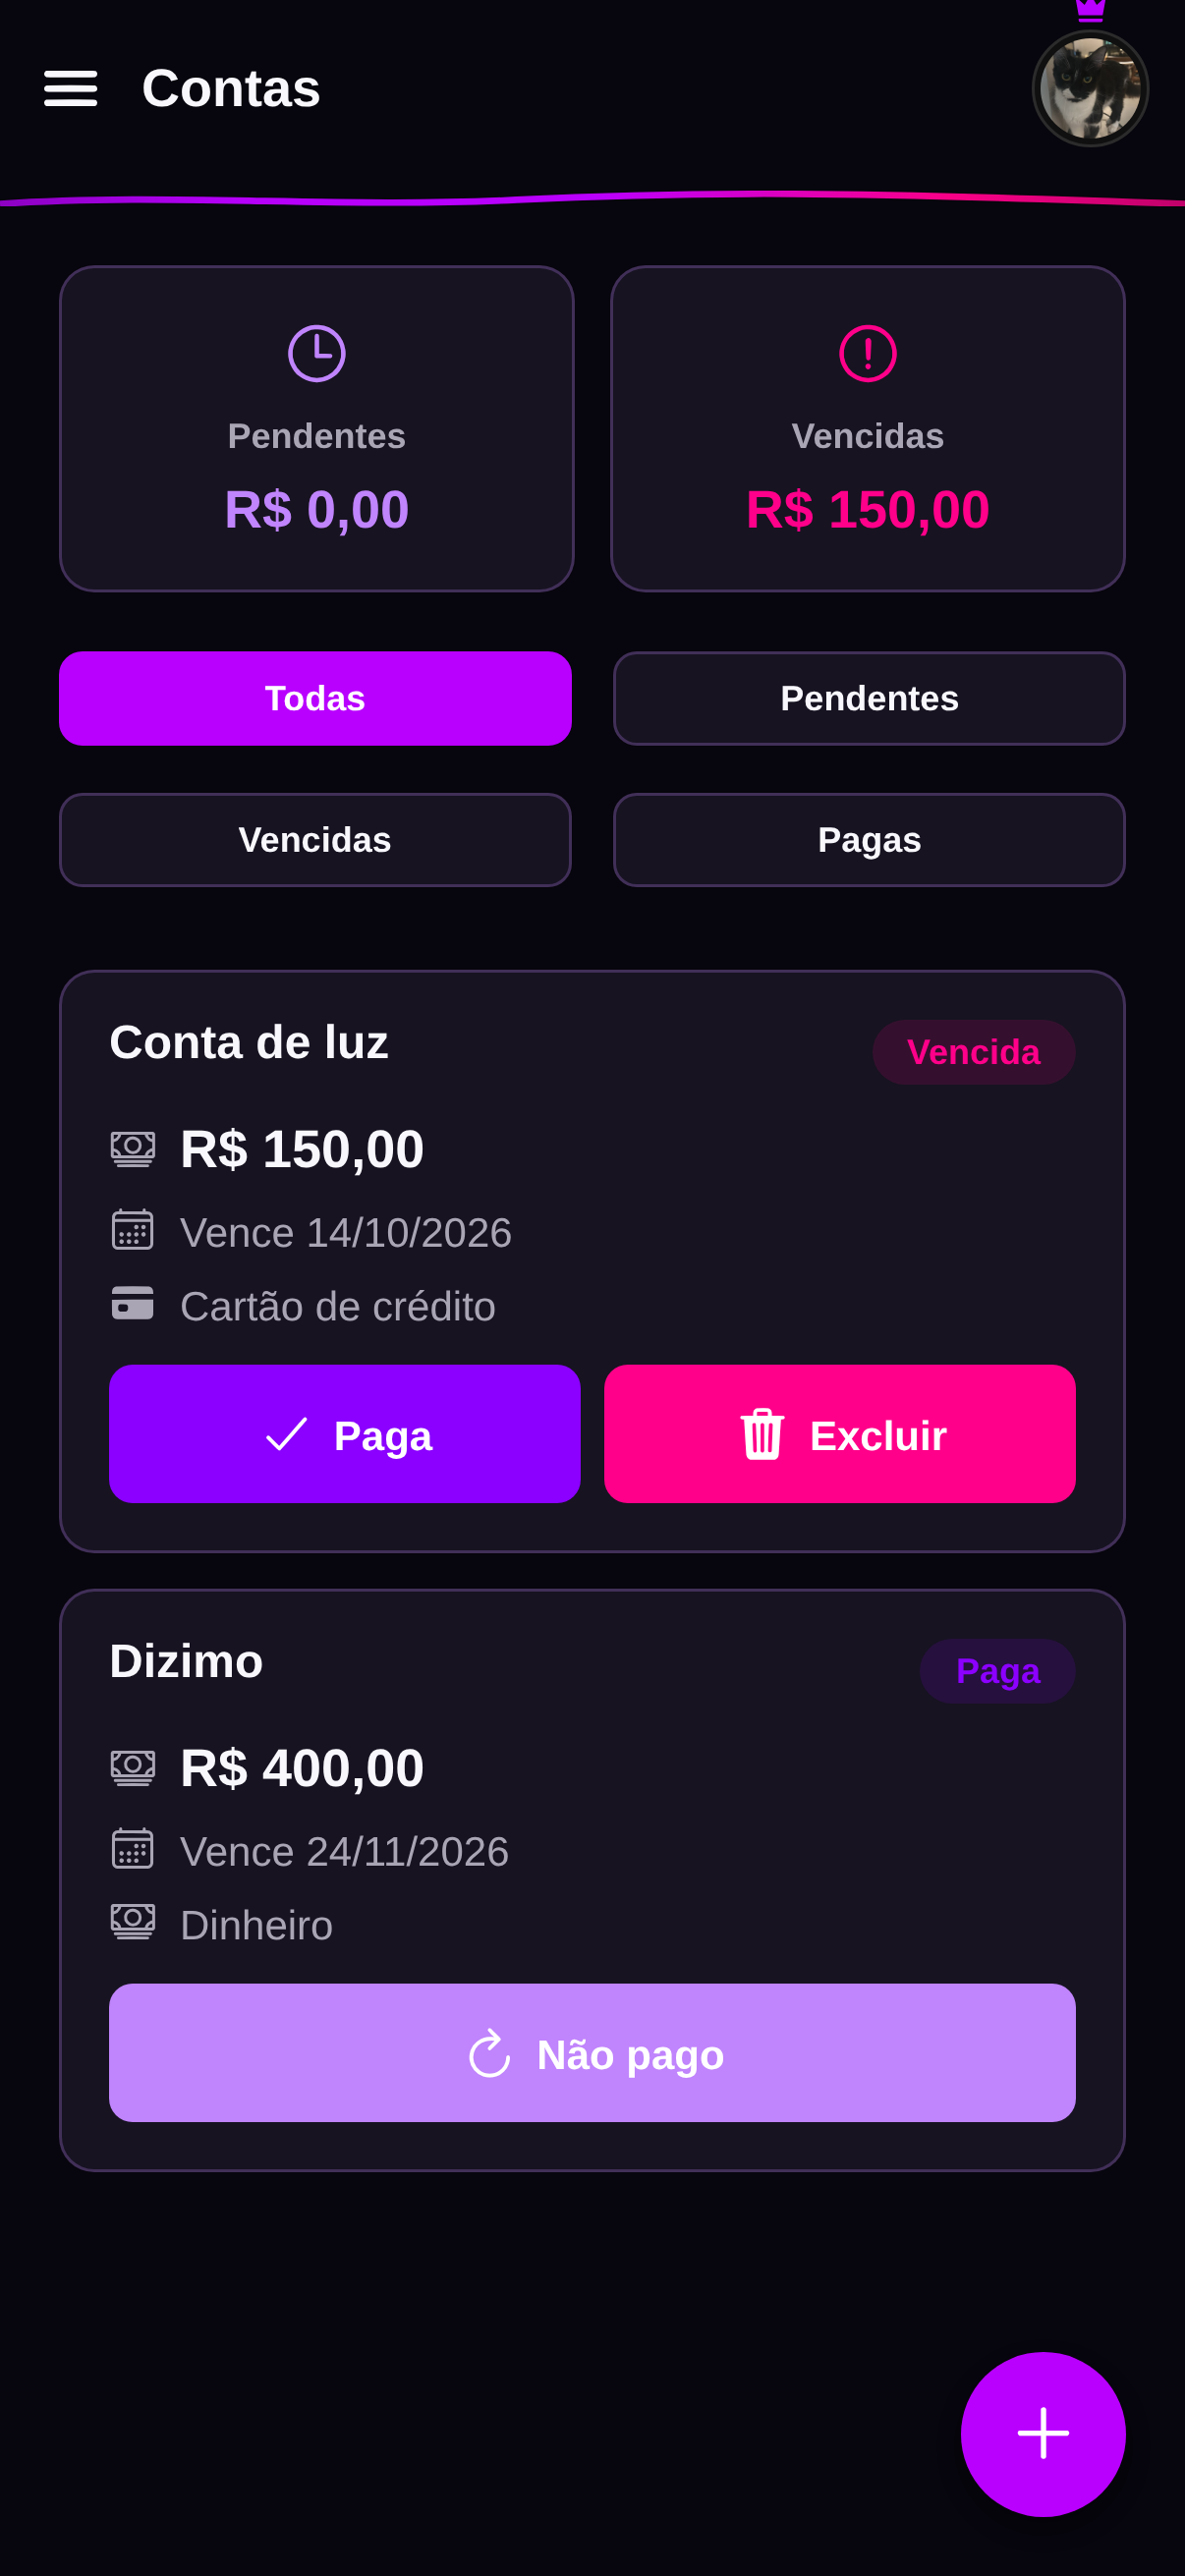 Contas
Pendentes
R$ 0,00
Vencidas
R$ 150,00
Todas
Pendentes
Vencidas
Pagas
Conta de luz
Vencida
R$ 150,00
Vence 14/10/2026
Cartão de crédito
Paga
Excluir
Dizimo
Paga
R$ 400,00
Vence 24/11/2026
Dinheiro
Não pago